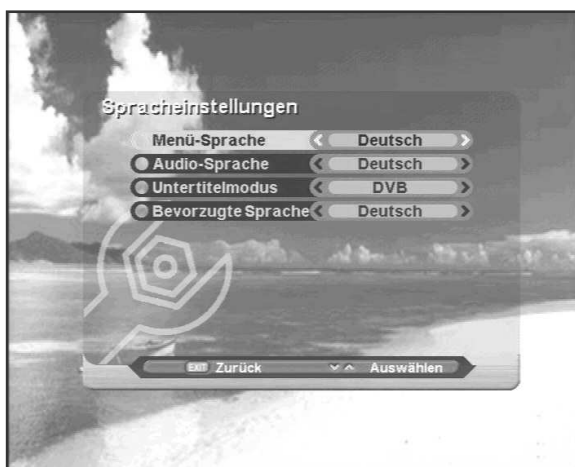 Spracheinstellungen
Menü-Sprache Deutsch
Audio-Sprache Deutsch
Untertitelmodus DVB
Bevorzugte Sprache Deutsch
EXIT Zurück Auswählen